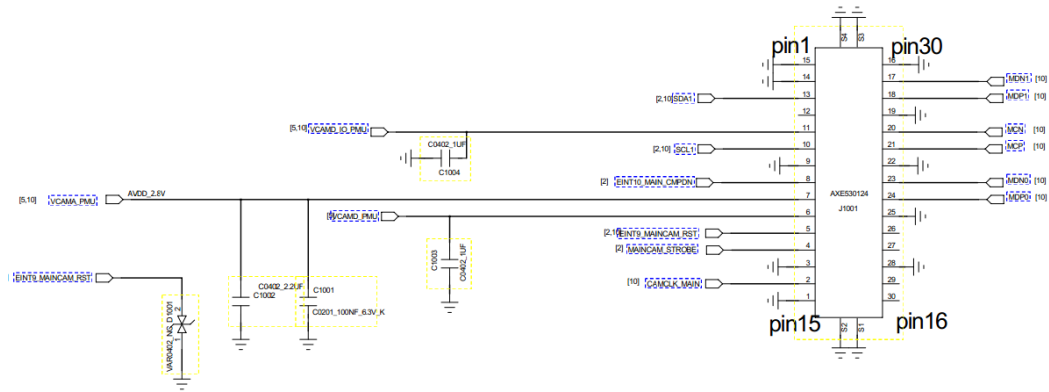 S4
S3
pin1
pin30
15
16
14
17
MDN1
[10]
[2,10]
SDA1
13
18
MDP1
[10]
12
19
[5,10]
VCAMD_IO_PMU
11
20
MCN
[10]
C0402_1UF
C1004
[2,10]
SCL1
10
21
MCP
[10]
9
22
[2]
EINT10_MAIN_CMPDN
8
23
MDN0
[10]
AXE530124
J1001
[5,10]
VCAMA_PMU
AVDD_2.8V
7
24
MDP0
[10]
VCAMD_PMU
6
25
[2,10]
EINT9_MAINCAM_RST
5
26
[2]
MAINCAM_STROBE
4
27
C1003
C0402_1UF
3
28
EINT9_MAINCAM_RST
[10]
CAMCLK_MAIN
2
29
C0402_2.2UF
C1002
C1001
C0201_100NF_6.3V_K
1
30
pin15
pin16
S2
S1
VAR0402_NG_D1001
2
1